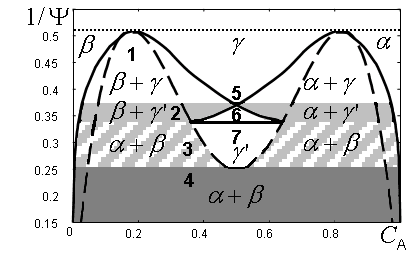 1/Ψ
0.5
β
γ
α
0.45
1
β + γ
α + γ
0.4
5
β + γ'
2
6
α + γ'
0.35
7
α + β
3
γ'
α + β
0.3
0.25
4
α + β
0.2
0.15
0
0.2
0.4
0.6
0.8
C_A